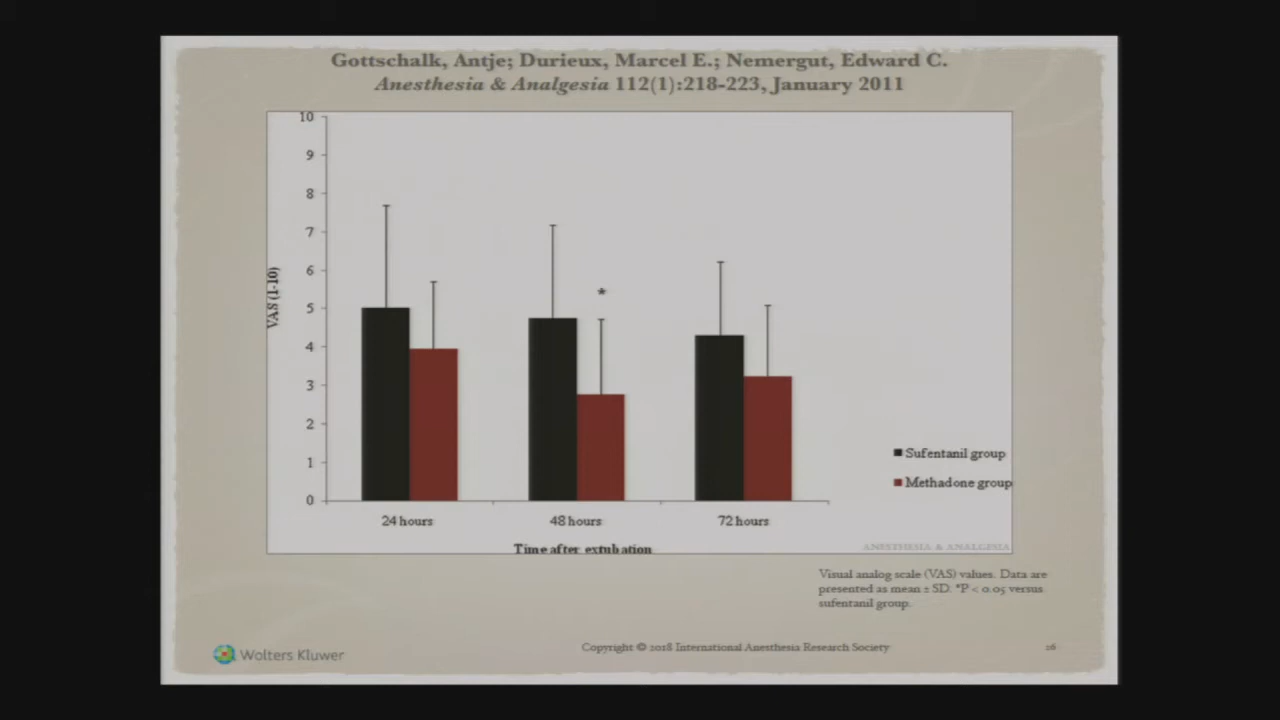 Gottschalk, Antje; Durieux, Marcel E.; Nemergut, Edward C.
Anesthesia & Analgesia 112(1):218-223, January 2011
10
9
8
7
6
5
4
3
2
1
0
VAS (1-10)
*
24 hours
48 hours
72 hours
Time after extubation
Sufentanil group
Methadone group
ANESTHESIA & ANALGESIA
Visual analog scale (VAS) values. Data are
presented as mean ± SD. *P < 0.05 versus
sufentanil group.
Wolters Kluwer
Copyright © 2018 International Anesthesia Research Society
26